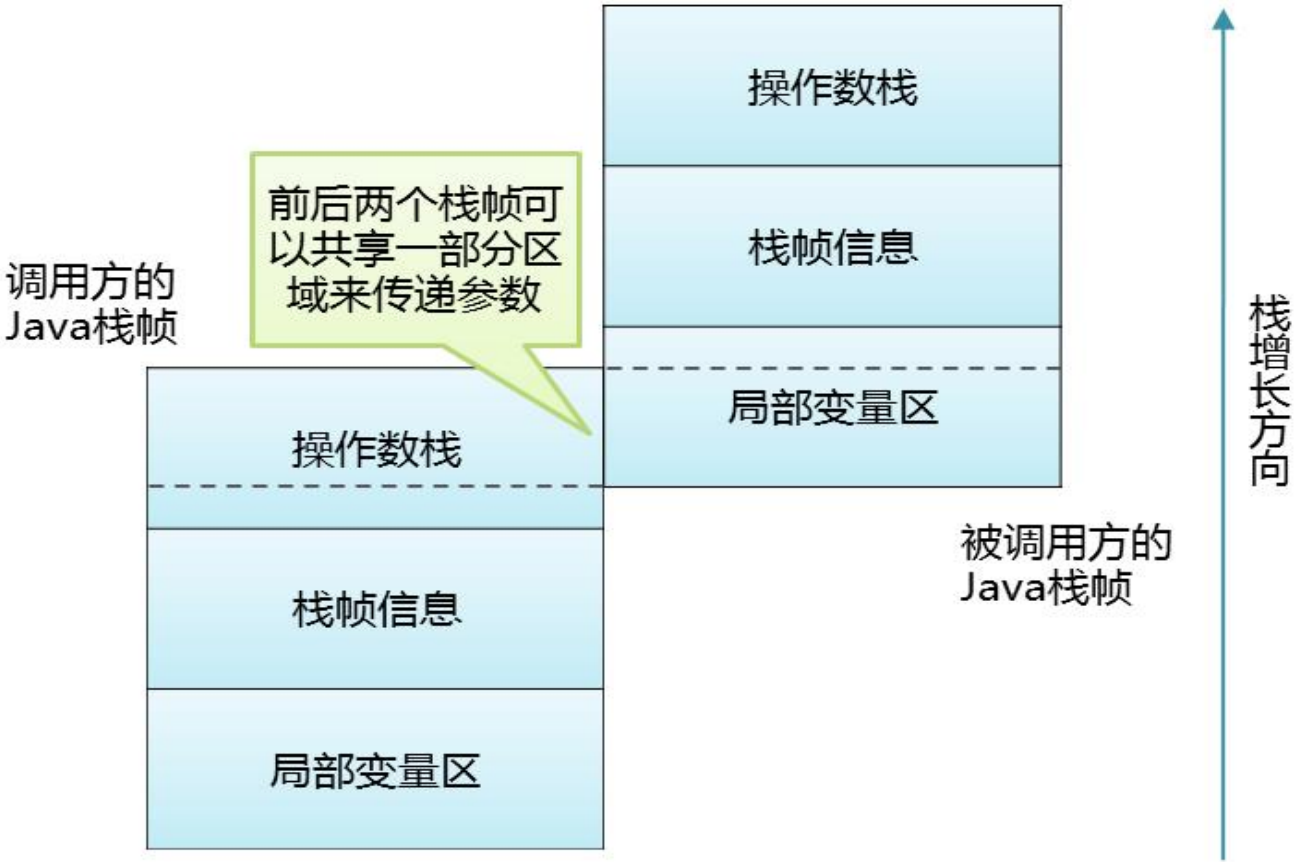 操作数栈
前后两个栈帧可
以共享一部分区
域来传递参数
栈帧信息
调用方的
Java栈帧
栈增长方向
局部变量区
操作数栈
被调用方的
Java栈帧
栈帧信息
局部变量区